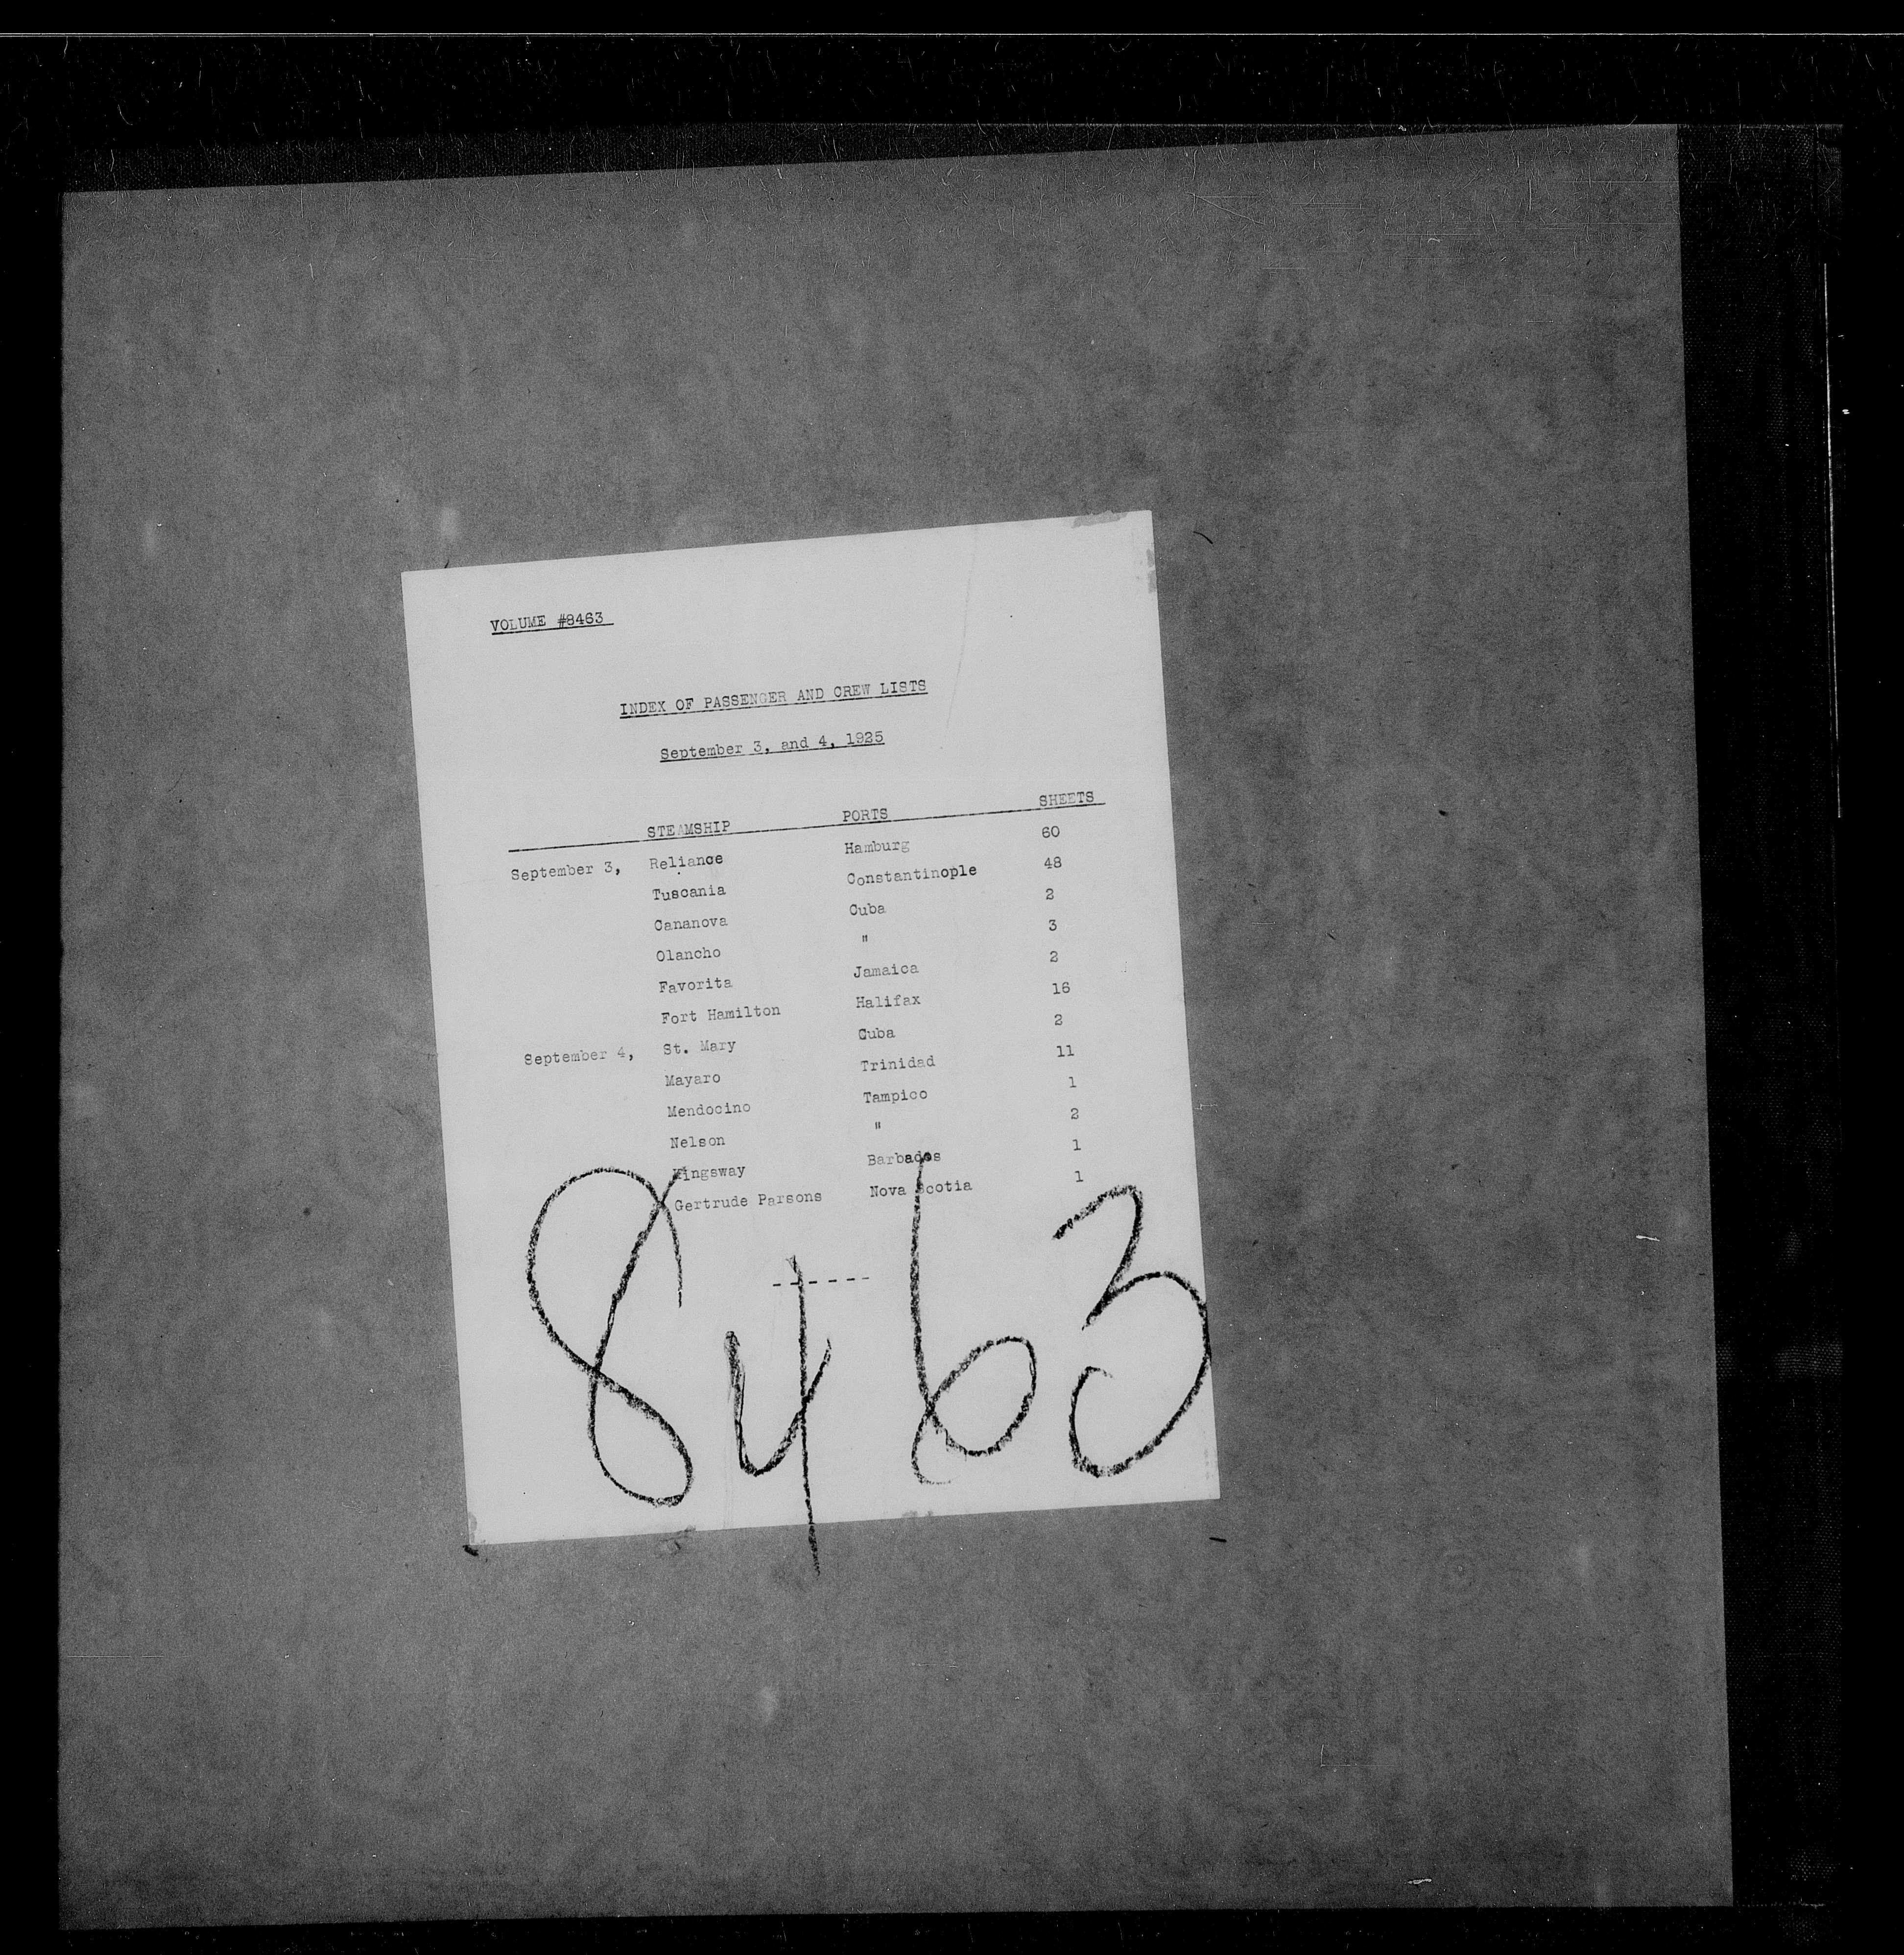 VOLUME #8463
INDEX OF PASSENGER AND CREW LISTS
September 3, and 4, 1925
STEAMSHIP PORTS SHEETS
September 3, Reliance Hamburg 60
Tuscania Constantinople 48
Cananova Cuba 2
Olancho " 3
Favorita Jamaica 2
Fort Hamilton Halifax 16
September 4, St. Mary Cuba 2
Mayaro Trinidad 11
Mendocino Tampico 1
Nelson " 2
Kingsway Barbados 1
Gertrude Parsons Nova Scotia 1
------
8463